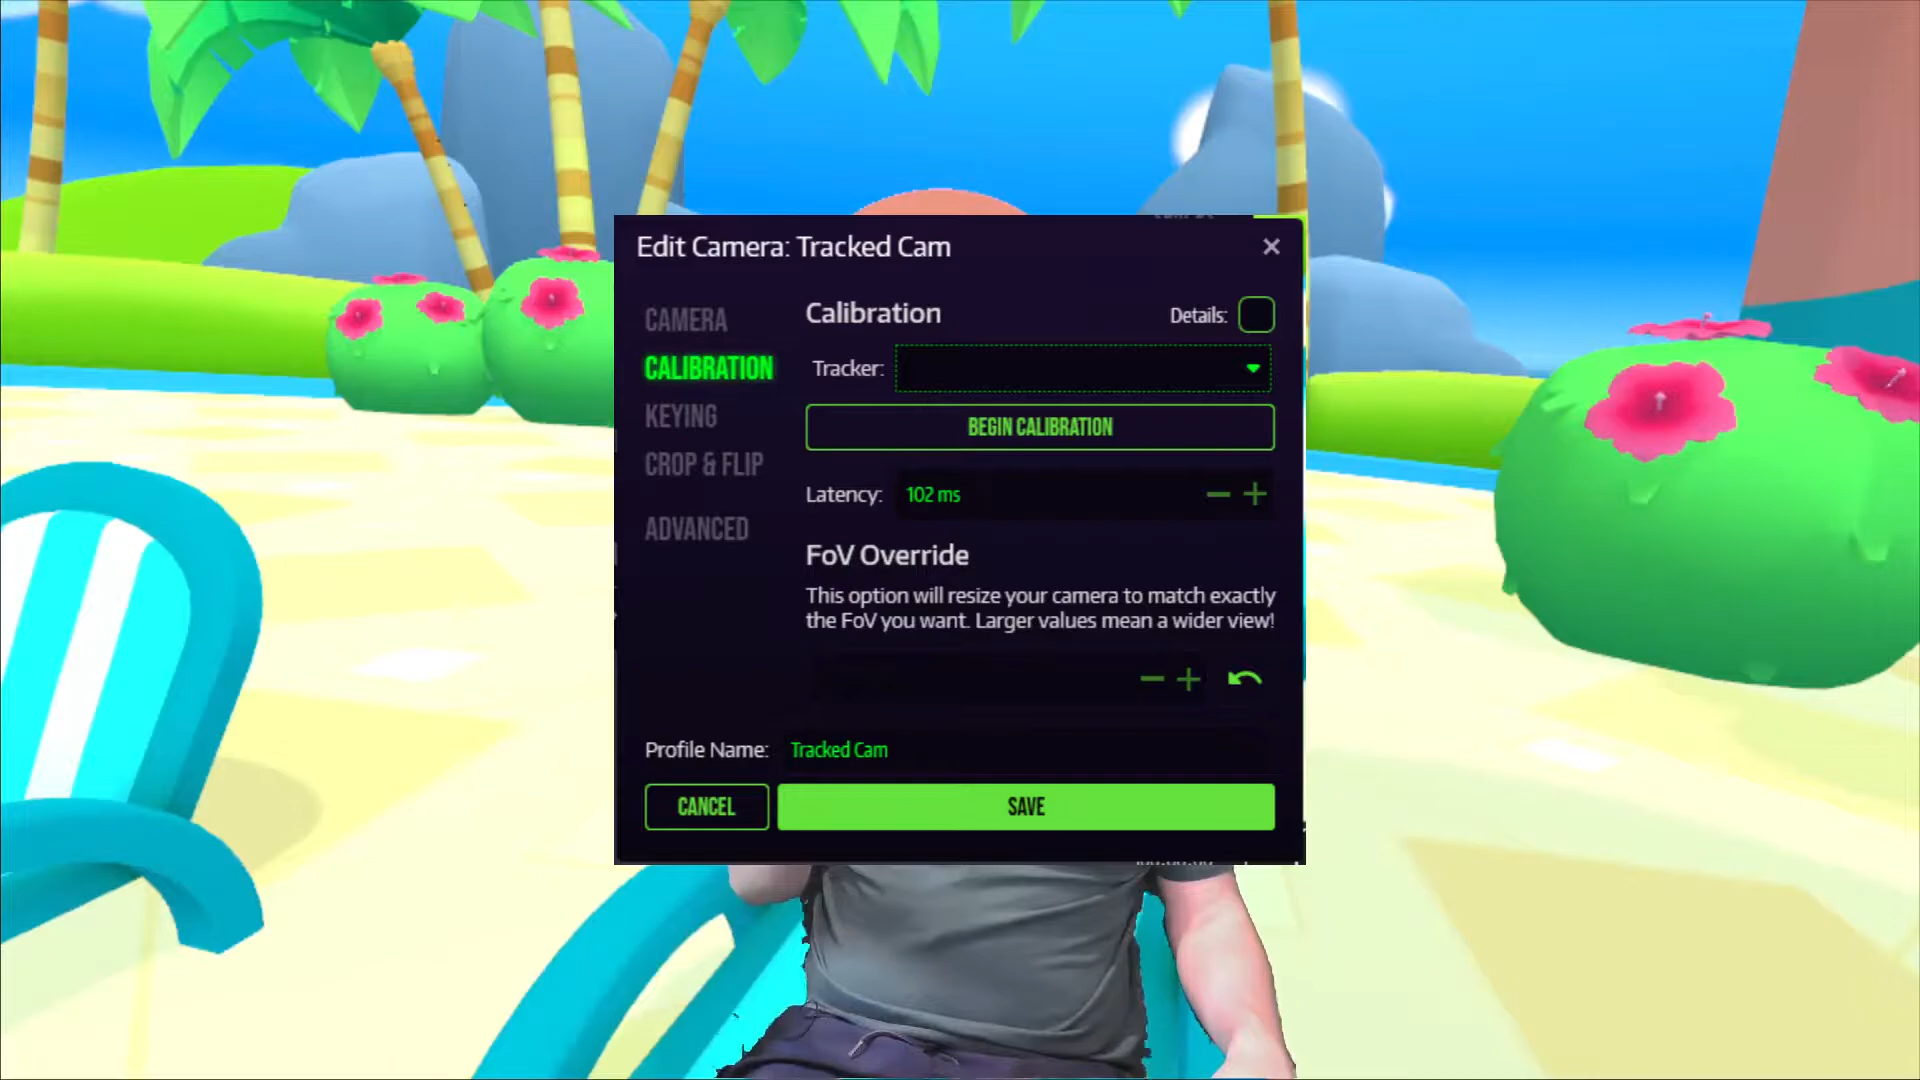 Edit Camera: Tracked Cam
CAMERA
CALIBRATION
KEYING
CROP & FLIP
ADVANCED
Calibration
Details:
Tracker:
BEGIN CALIBRATION
Latency: 102 ms
FoV Override
This option will resize your camera to match exactly
the FoV you want. Larger values mean a wider view!
Profile Name: Tracked Cam
CANCEL
SAVE